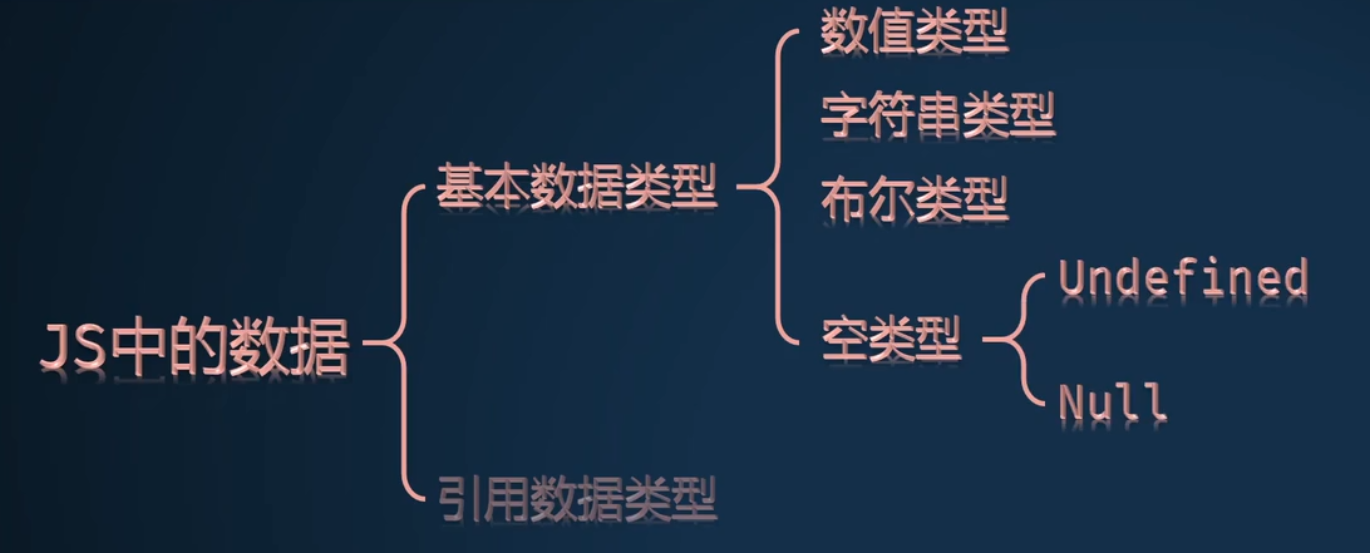 数值类型
字符串类型
基本数据类型
布尔类型
Undefined
JS中的数据
空类型
Null
引用数据类型